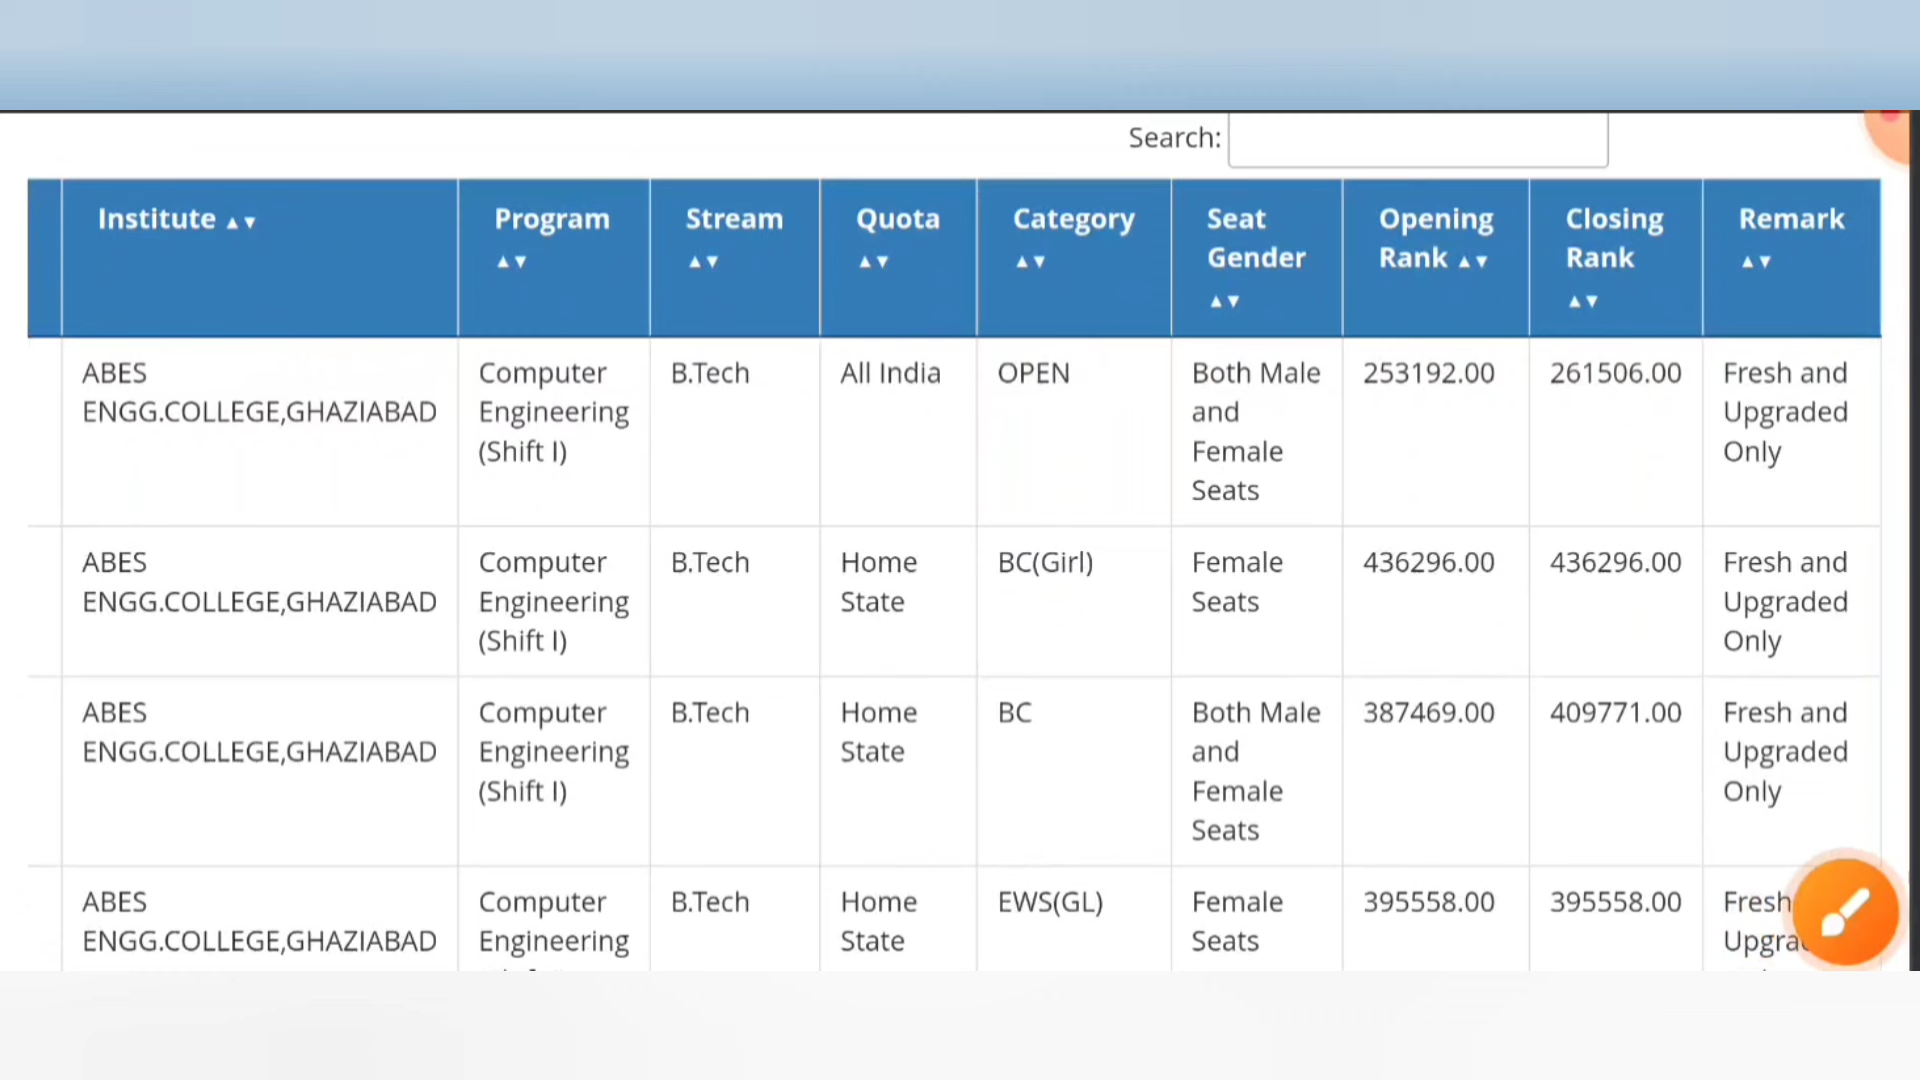 Search:
Institute ▲▼ Program ▲▼ Stream ▲▼ Quota ▲▼ Category ▲▼ Seat Gender ▲▼ Opening Rank ▲▼ Closing Rank ▲▼ Remark ▲▼
ABES ENGG.COLLEGE,GHAZIABAD Computer Engineering (Shift I) B.Tech All India OPEN Both Male and Female Seats 253192.00 261506.00 Fresh and Upgraded Only
ABES ENGG.COLLEGE,GHAZIABAD Computer Engineering (Shift I) B.Tech Home State BC(Girl) Female Seats 436296.00 436296.00 Fresh and Upgraded Only
ABES ENGG.COLLEGE,GHAZIABAD Computer Engineering (Shift I) B.Tech Home State BC Both Male and Female Seats 387469.00 409771.00 Fresh and Upgraded Only
ABES ENGG.COLLEGE,GHAZIABAD Computer Engineering B.Tech Home State EWS(GL) Female Seats 395558.00 395558.00 Fresh